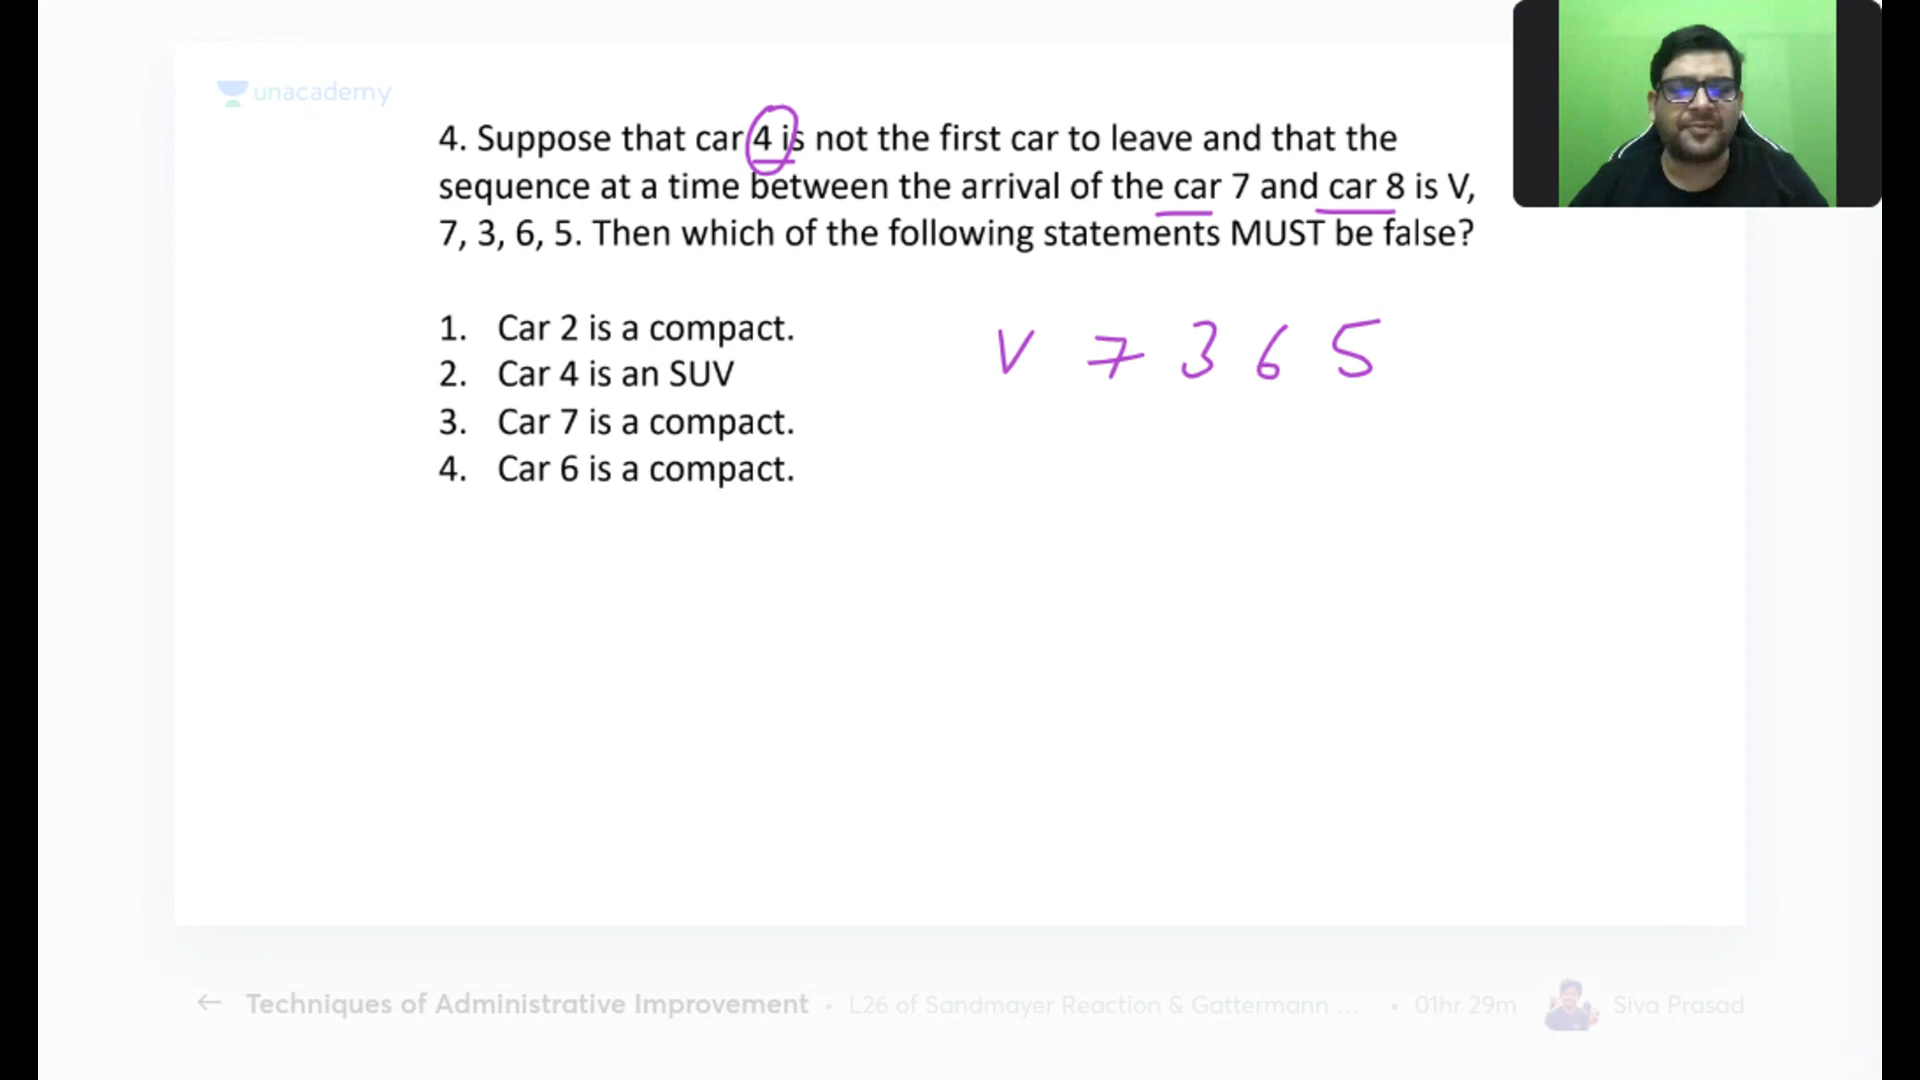 unacademy
4. Suppose that car 4 is not the first car to leave and that the
sequence at a time between the arrival of the car 7 and car 8 is V,
7, 3, 6, 5. Then which of the following statements MUST be false?
1. Car 2 is a compact.
2. Car 4 is an SUV
3. Car 7 is a compact.
4. Car 6 is a compact.
V 7 3 6 5
← Techniques of Administrative Improvement • L26 of Sandmayer Reaction & Gattermann ... • 01hr 29m Siva Prasad